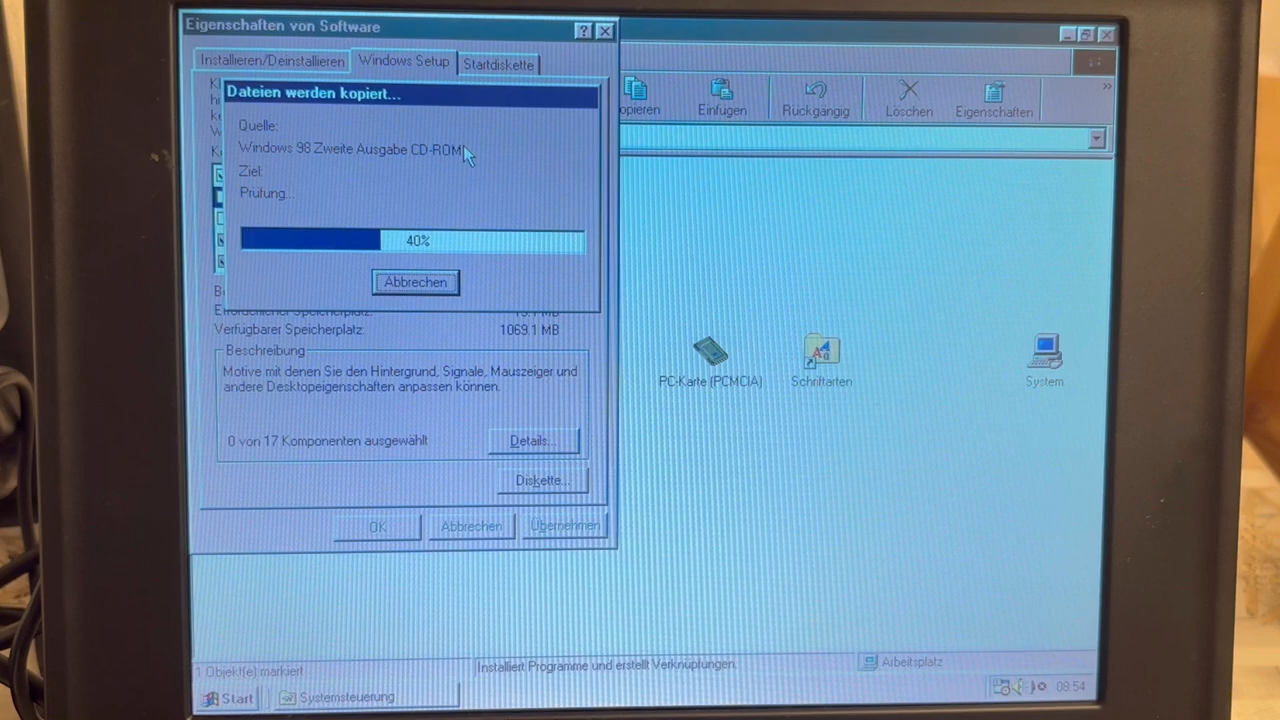 Eigenschaften von Software
Installieren/Deinstallieren
Windows Setup
Startdiskette
Dateien werden kopiert...
Quelle:
Windows 98 Zweite Ausgabe CD-ROM
Ziel:
Prüfung...
40%
Abbrechen
Verfügbarer Speicherplatz: 1069.1 MB
Beschreibung
Motive mit denen Sie den Hintergrund, Signale, Mauszeiger und
andere Desktopeigenschaften anpassen können.
0 von 17 Komponenten ausgewählt
Details...
Diskette...
OK
Abbrechen
Übernehmen
opieren
Einfügen
Rückgängig
Löschen
Eigenschaften
PC-Karte (PCMCIA)
Schriftarten
System
1 Objekt(e) markiert
Installiert Programme und erstellt Verknüpfungen.
Arbeitsplatz
Start
Systemsteuerung
08:54